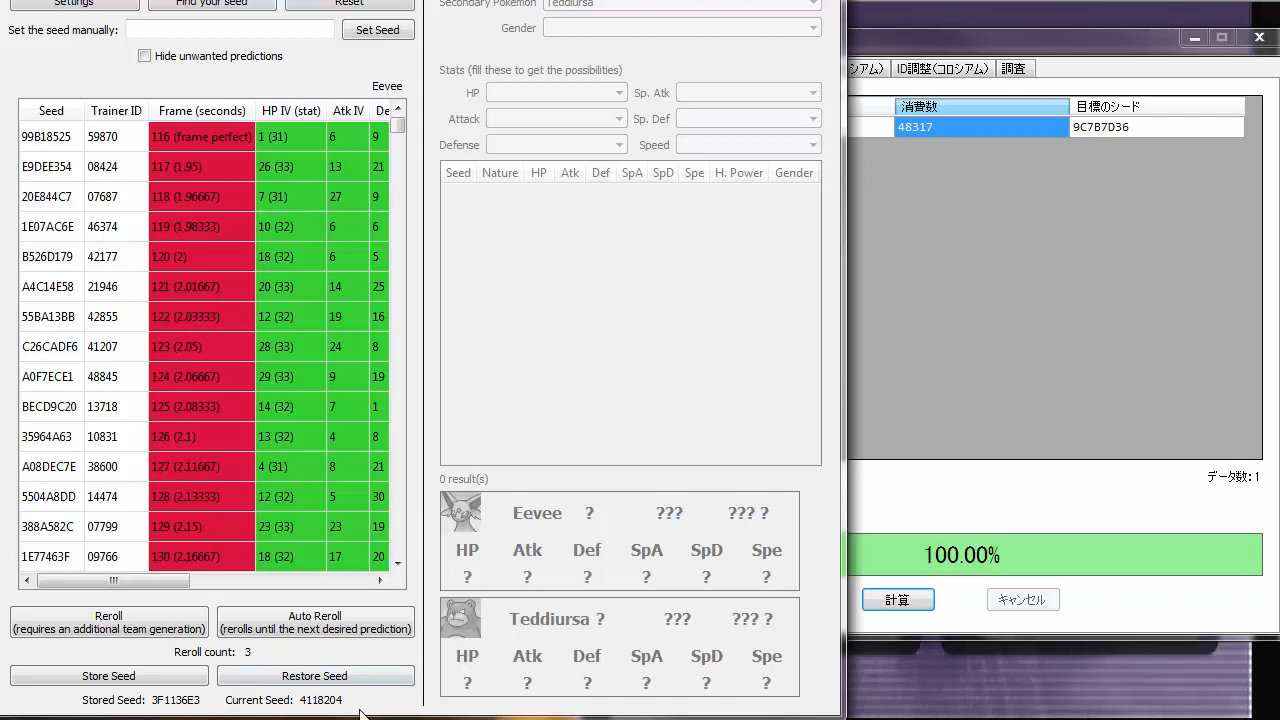 Settings
Find your seed
Reset
Set the seed manually:
Set Seed
Hide unwanted predictions
Eevee
Seed Trainer ID Frame (seconds) HP IV (stat) Atk IV De
99B18525 59870 116 (frame perfect) 1 (31) 6 9
E9DEE354 08424 117 (1.95) 26 (33) 13 21
20E844C7 07687 118 (1.96667) 7 (31) 27 9
1E07AC6E 46374 119 (1.98333) 10 (32) 6 6
B526D179 42177 120 (2) 18 (32) 6 5
A4C14E58 21946 121 (2.01667) 20 (33) 14 25
55BA13BB 42855 122 (2.03333) 12 (32) 19 16
C26CADF6 41207 123 (2.05) 28 (33) 24 8
A0F7ECE1 48845 124 (2.06667) 29 (33) 9 19
BECD9C20 13718 125 (2.08333) 14 (32) 7 1
35964A63 10831 126 (2.1) 13 (32) 4 8
A08DEC7E 38600 127 (2.11667) 4 (31) 8 21
5504A8DD 14474 128 (2.13333) 12 (32) 5 30
388A582C 07799 129 (2.15) 23 (33) 23 19
1E77463F 09766 130 (2.16667) 18 (32) 17 20
Reroll
(requires an additional team generation)
Auto Reroll
(rerolls until the next desired prediction)
Reroll count: 3
Store Seed
Restore Seed
Stored Seed:
Current Seed:
Secondary Pokemon Teddiursa
Gender
Stats (fill these to get the possibilities)
HP Sp. Atk
Attack Sp. Def
Defense Speed
Seed Nature HP Atk Def SpA SpD Spe H. Power Gender
0 result(s)
Eevee ? ??? ??? ?
HP Atk Def SpA SpD Spe
? ? ? ? ? ?
Teddiursa ? ??? ??? ?
HP Atk Def SpA SpD Spe
? ? ? ? ? ?
シアム) ID調整(コロシアム) 調査
消費数 目標のシード
48317 9C7B7D36
データ数:1
100.00%
計算
キャンセル